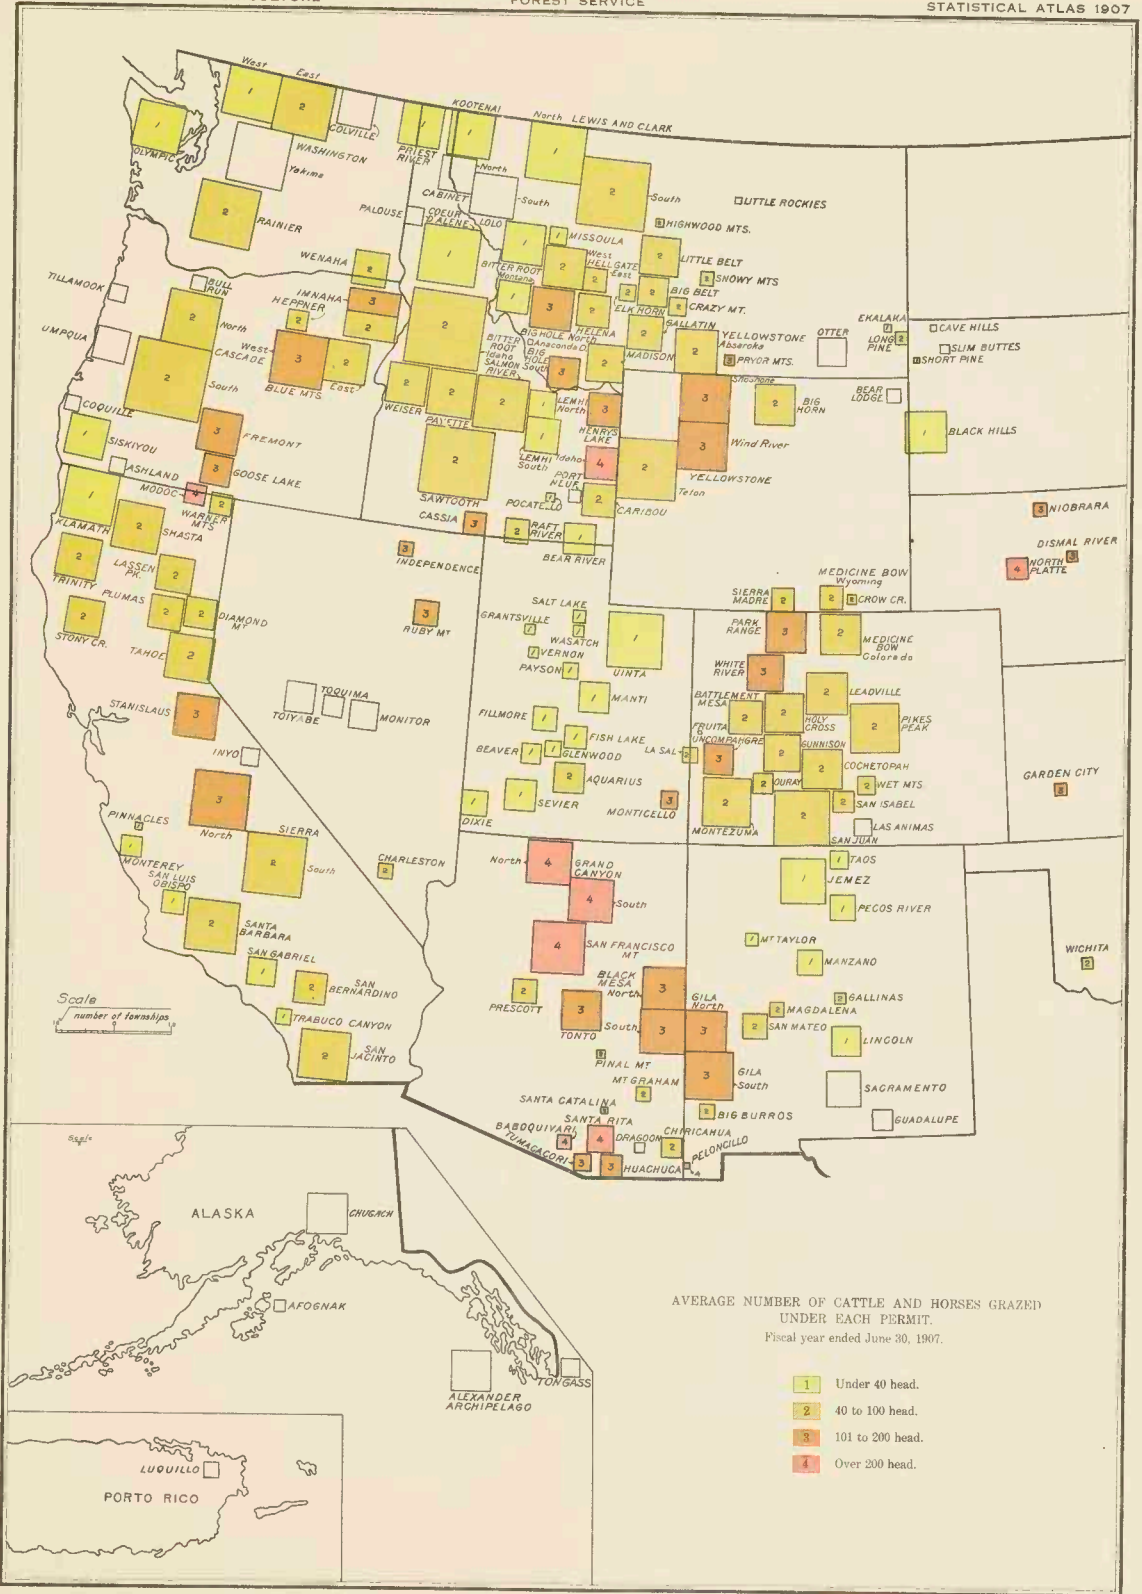 FOREST SERVICE
STATISTICAL ATLAS 1907
West
East
1
2
COLVILLE
WASHINGTON
Yakima
1
OLYMPIC
2
RAINIER
PRIEST
RIVER
KOOTENAI
North
LEWIS AND CLARK
North
CABINET
South
LOLO
PALOUSE
COEUR
D'ALENE
South
LITTLE ROCKIES
HIGHWOOD MTS.
MISSOULA
West
HELL GATE
East
LITTLE BELT
SNOWY MTS
BIG BELT
CRAZY MT.
ELK HORN
BITTER ROOT
Montana
BIG HOLE North
Anaconda D.
BIG
HOLE
South
HELENA
GALLATIN
MADISON
YELLOWSTONE
Absaroka
PRYOR MTS.
OTTER
EKALAKA
LONG
PINE
CAVE HILLS
SLIM BUTTES
SHORT PINE
WENAHA
IMNAHA
HEPPNER
TILLAMOOK
BULL
RUN
UMPQUA
North
CASCADE
South
West
BLUE MTS.
East
COQUILLE
SISKIYOU
ASHLAND
FREMONT
GOOSE LAKE
MODOC
WARNER
MTS
BITTER
ROOT
Idaho
SALMON
RIVER
WEISER
PAYETTE
SAWTOOTH
LEMHI
North
LEMHI
South
HENRYS
LAKE
Idaho
PORT
NEUF
POCATELLO
CARIBOU
CASSIA
RAFT
RIVER
BEAR RIVER
Shoshone
Wind River
YELLOWSTONE
Teton
BIG
HORN
BEAR
LODGE
BLACK HILLS
NIOBRARA
DISMAL RIVER
NORTH
PLATTE
KLAMATH
SHASTA
TRINITY
LASSEN
PK.
PLUMAS
DIAMOND
MT
STONY CR.
TAHOE
STANISLAUS
INYO
INDEPENDENCE
RUBY MT
TOIYABE
TOQUIMA
MONITOR
North
SIERRA
South
PINNACLES
MONTEREY
SAN LUIS
OBISPO
SANTA
BARBARA
SAN GABRIEL
SAN
BERNARDINO
TRABUCO CANYON
SAN
JACINTO
CHARLESTON
SALT LAKE
GRANTSVILLE
WASATCH
VERNON
PAYSON
UINTA
MANTI
FILLMORE
FISH LAKE
BEAVER
GLENWOOD
AQUARIUS
SEVIER
DIXIE
MONTICELLO
LA SAL
MEDICINE BOW
Wyoming
SIERRA
MADRE
CROW CR.
PARK
RANGE
MEDICINE
BOW
Colorado
WHITE
RIVER
BATTLEMENT
MESA
LEADVILLE
FRUITA
HOLY
CROSS
PIKES
PEAK
UNCOMPAHGRE
GUNNISON
COCHETOPAH
OURAY
WET MTS
SAN ISABEL
MONTEZUMA
LAS ANIMAS
SAN JUAN
GARDEN CITY
North
GRAND
CANYON
South
SAN FRANCISCO
MT
PRESCOTT
BLACK
MESA
North
TONTO
South
PINAL MT
MT GRAHAM
SANTA CATALINA
SANTA RITA
BABOQUIVARI
DRAGOON
CHIRICAHUA
TUMACACORI
HUACHUCA
PELONCILLO
GILA
North
GILA
South
BIG BURROS
TAOS
JEMEZ
PECOS RIVER
MT TAYLOR
MANZANO
GALLINAS
MAGDALENA
SAN MATEO
LINCOLN
SACRAMENTO
GUADALUPE
WICHITA
Scale
number of townships
Scale
ALASKA
CHUGACH
AFOGNAK
ALEXANDER
ARCHIPELAGO
TONGASS
LUQUILLO
PORTO RICO
AVERAGE NUMBER OF CATTLE AND HORSES GRAZED
UNDER EACH PERMIT.
Fiscal year ended June 30, 1907.
1 Under 40 head.
2 40 to 100 head.
3 101 to 200 head.
4 Over 200 head.